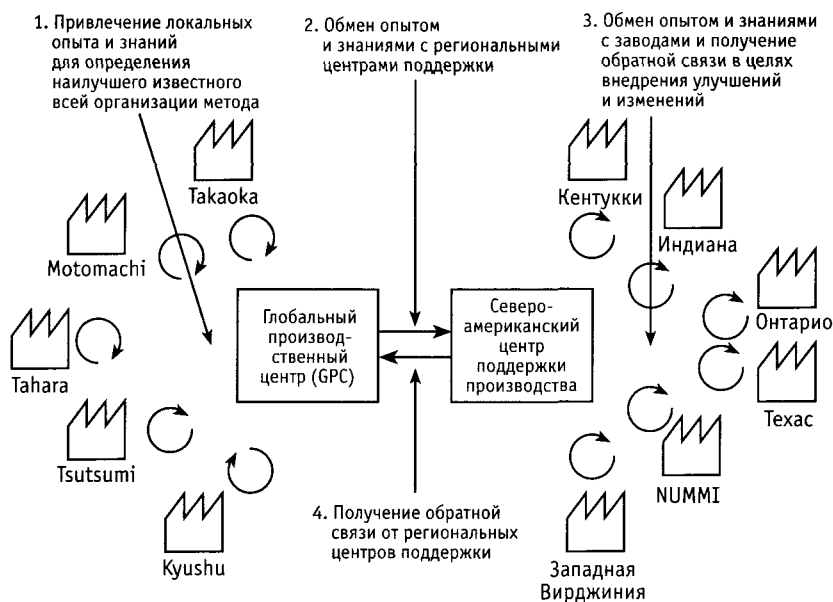 1. Привлечение локальных
опыта и знаний
для определения
наилучшего известного
всей организации метода
2. Обмен опытом
и знаниями с региональными
центрами поддержки
3. Обмен опытом и знаниями
с заводами и получение
обратной связи в целях
внедрения улучшений
и изменений
Takaoka
Motomachi
Tahara
Tsutsumi
Kyushu
Глобальный
производ-
ственный
центр (GPC)
Северо-
американский
центр
поддержки
производства
Кентукки
Индиана
Онтарио
Техас
NUMMI
Западная
Вирджиния
4. Получение обратной
связи от региональных
центров поддержки